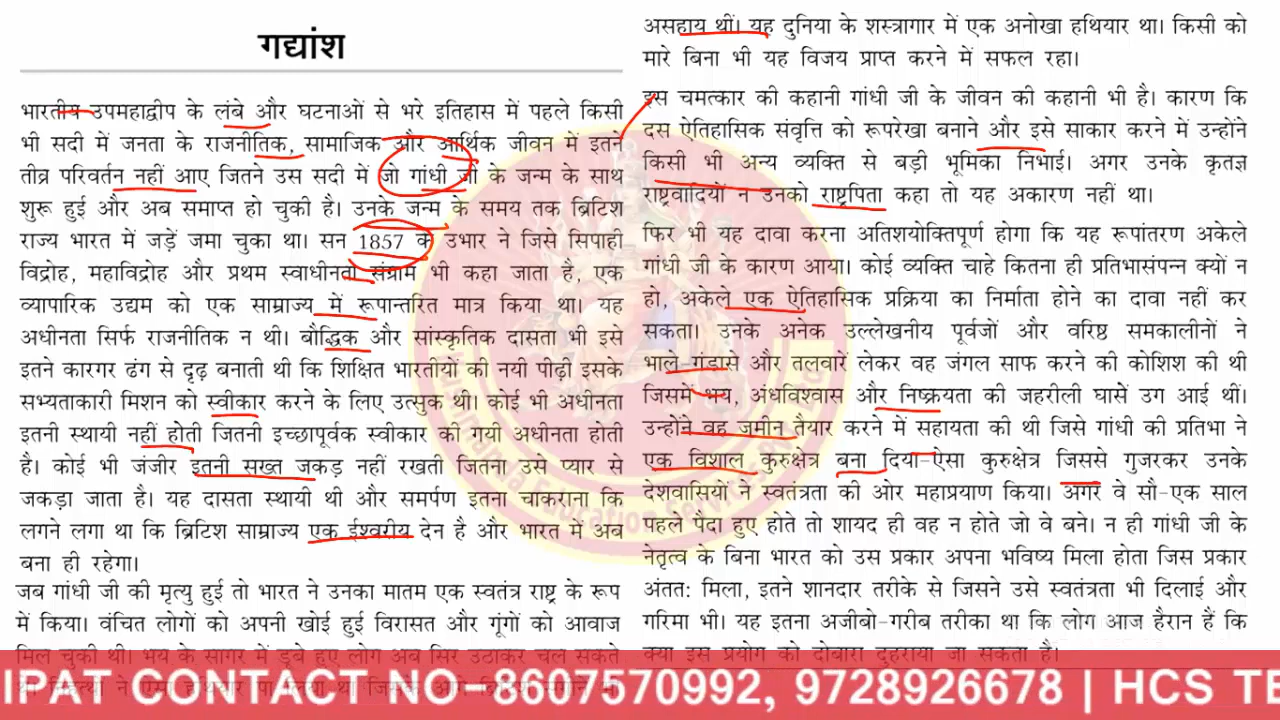 गद्यांश
भारतीय उपमहाद्वीप के लंबे और घटनाओं से भरे इतिहास में पहले किसी
भी सदी में जनता के राजनीतिक, सामाजिक और आर्थिक जीवन में इतने
तीव्र परिवर्तन नहीं आए जितने उस सदी में जो गांधी जी के जन्म के साथ
शुरू हुई और अब समाप्त हो चुकी है। उनके जन्म के समय तक ब्रिटिश
राज्य भारत में जड़ें जमा चुका था। सन 1857 के उभार ने जिसे सिपाही
विद्रोह, महाविद्रोह और प्रथम स्वाधीनता संग्राम भी कहा जाता है, एक
व्यापारिक उद्यम को एक साम्राज्य में रूपान्तरित मात्र किया था। यह
अधीनता सिर्फ राजनीतिक न थी। बौद्धिक और सांस्कृतिक दासता भी इसे
इतने कारगर ढंग से दृढ़ बनाती थी कि शिक्षित भारतीयों की नयी पीढ़ी इसके
सभ्यताकारी मिशन को स्वीकार करने के लिए उत्सुक थी। कोई भी अधीनता
इतनी स्थायी नहीं होती जितनी इच्छापूर्वक स्वीकार की गयी अधीनता होती
है। कोई भी जंजीर इतनी सख्त जकड़ नहीं रखती जितना उसे प्यार से
जकड़ा जाता है। यह दासता स्थायी थी और समर्पण इतना चाकराना कि
लगने लगा था कि ब्रिटिश साम्राज्य एक ईश्वरीय देन है और भारत में अब
बना ही रहेगा।
जब गांधी जी की मृत्यु हुई तो भारत ने उनका मातम एक स्वतंत्र राष्ट्र के रूप
में किया। वंचित लोगों को अपनी खोई हुई विरासत और गूंगों को आवाज
मिल चुकी थी। भय के सागर में डूबे हुए लोग अब सिर उठाकर चल सकते
असहाय थीं। यह दुनिया के शस्त्रागार में एक अनोखा हथियार था। किसी को
मारे बिना भी यह विजय प्राप्त करने में सफल रहा।
इस चमत्कार की कहानी गांधी जी के जीवन की कहानी भी है। कारण कि
दस ऐतिहासिक संवृत्ति को रूपरेखा बनाने और इसे साकार करने में उन्होंने
किसी भी अन्य व्यक्ति से बड़ी भूमिका निभाई। अगर उनके कृतज्ञ
राष्ट्रवादियों न उनको राष्ट्रपिता कहा तो यह अकारण नहीं था।
फिर भी यह दावा करना अतिशयोक्तिपूर्ण होगा कि यह रूपांतरण अकेले
गांधी जी के कारण आया। कोई व्यक्ति चाहे कितना ही प्रतिभासंपन्न क्यों न
हो, अकेले एक ऐतिहासिक प्रक्रिया का निर्माता होने का दावा नहीं कर
सकता। उनके अनेक उल्लेखनीय पूर्वजों और वरिष्ठ समकालीनों ने
भाले गंडासे और तलवारें लेकर वह जंगल साफ करने की कोशिश की थी
जिसमें भय, अंधविश्वास और निष्क्रयता की जहरीली घासें उग आई थीं।
उन्होंने वह जमीन तैयार करने में सहायता की थी जिसे गांधी की प्रतिभा ने
एक विशाल कुरुक्षेत्र बना दिया-ऐसा कुरुक्षेत्र जिससे गुजरकर उनके
देशवासियों ने स्वतंत्रता की ओर महाप्रयाण किया। अगर वे सौ-एक साल
पहले पैदा हुए होते तो शायद ही वह न होते जो वे बने। न ही गांधी जी के
नेतृत्व के बिना भारत को उस प्रकार अपना भविष्य मिला होता जिस प्रकार
अंतत: मिला, इतने शानदार तरीके से जिसने उसे स्वतंत्रता भी दिलाई और
गरिमा भी। यह इतना अजीबो-गरीब तरीका था कि लोग आज हैरान हैं कि
क्या इस प्रयोग को दोबारा दुहराया जा सकता है।
IPAT CONTACT NO- 8607570992, 9728926678 | HCS TE